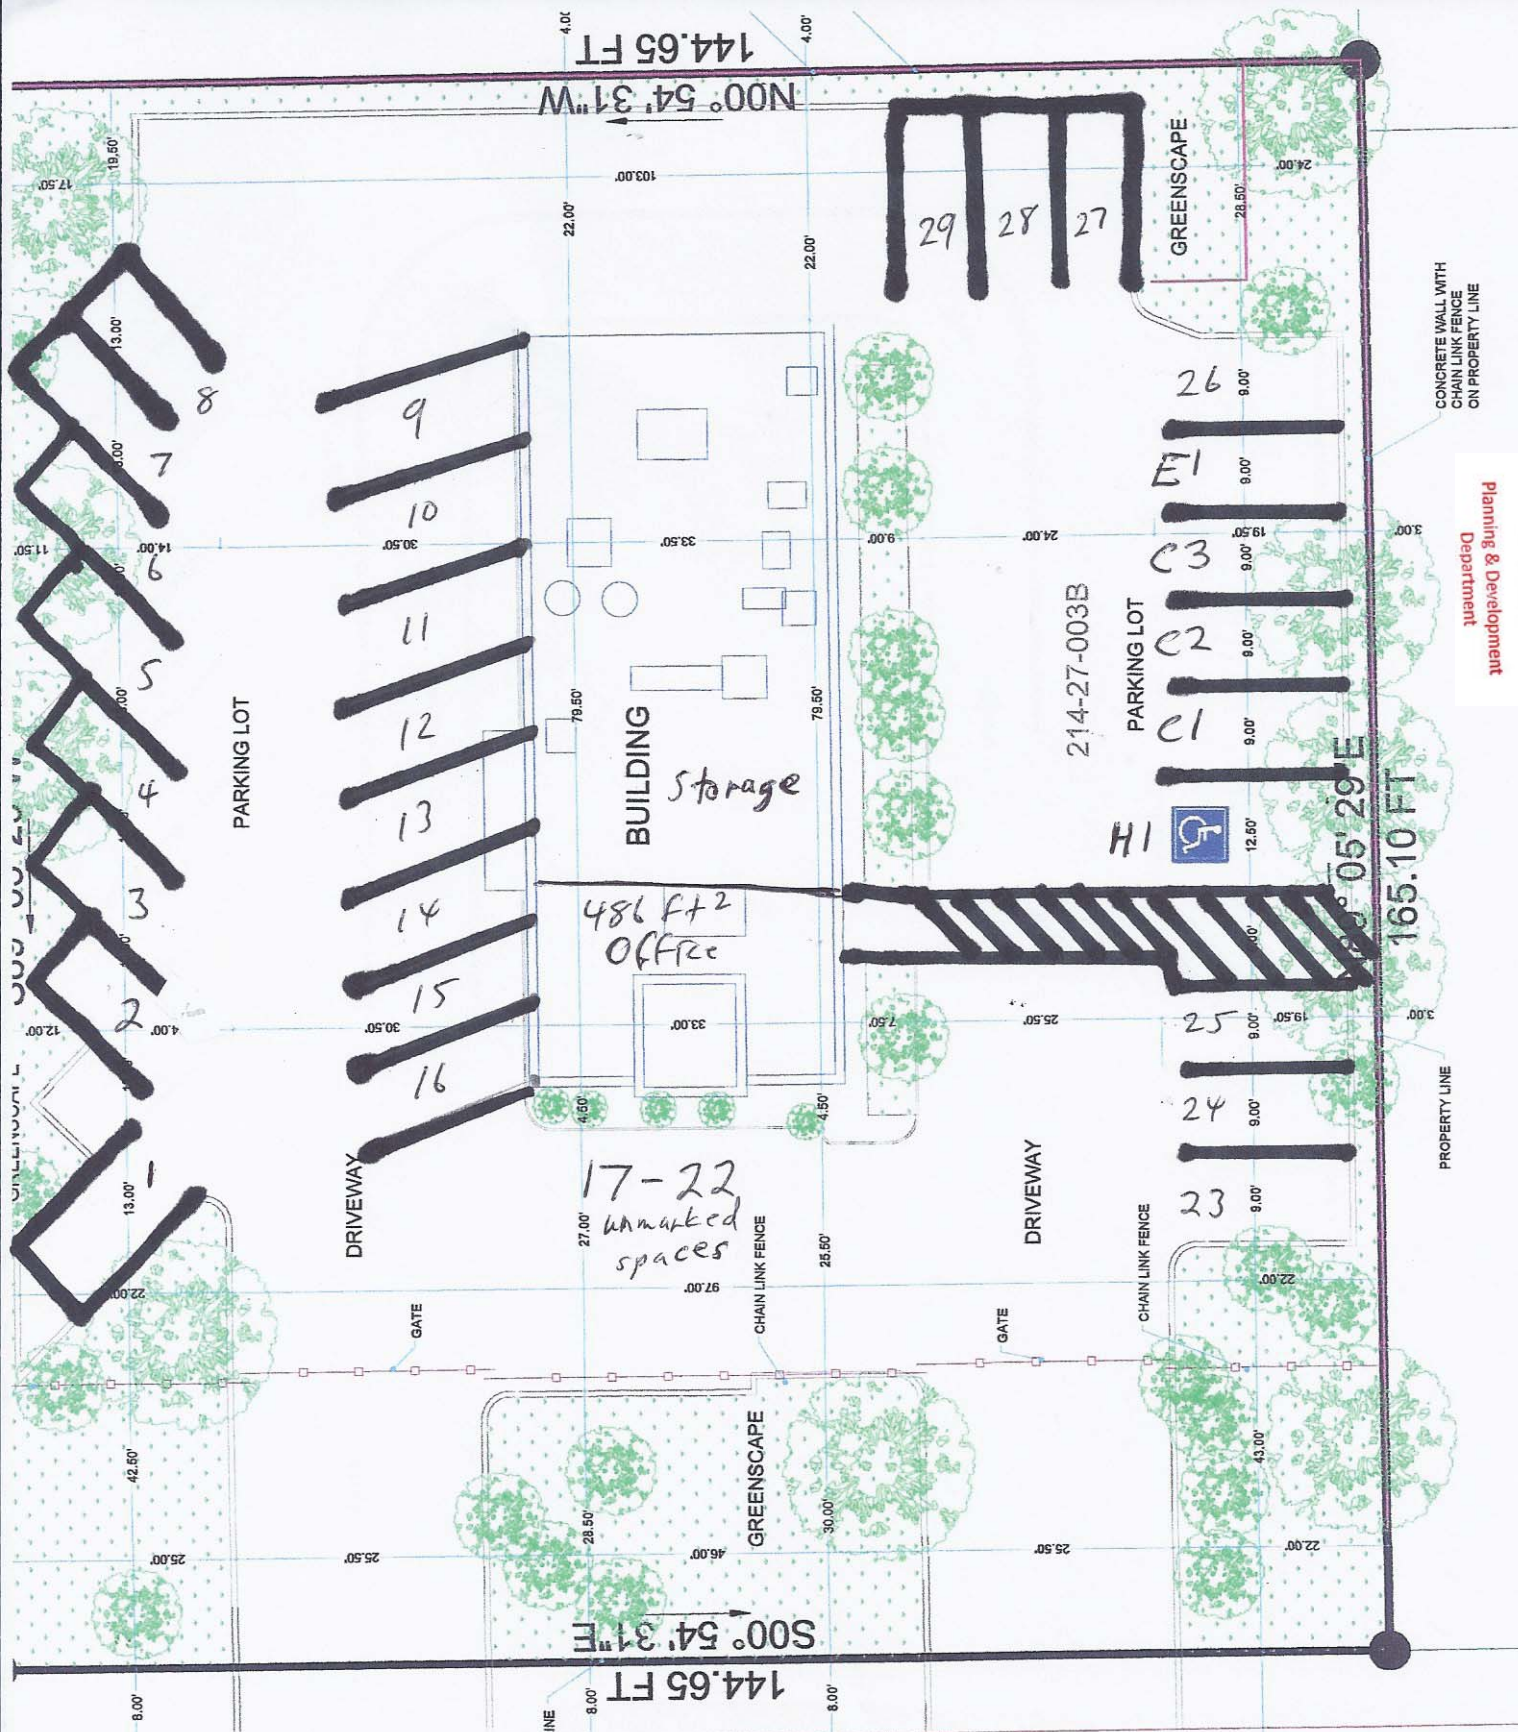 144.65 FT
N00° 54' 31"W
4.00'
4.00'
19.50'
17.50'
103.00'
22.00'
22.00'
29
28
27
GREENSCAPE
24.00'
28.50'
CONCRETE WALL WITH
CHAIN LINK FENCE
ON PROPERTY LINE
Planning & Development
Department
13.00'
8
7
6
5
4
3
2
1
9
10
11
12
13
14
15
16
26
9.00'
E1
9.00'
C3
9.00'
C2
9.00'
C1
9.00'
H1
12.50'
11.50'
14.00'
30.50'
33.50'
9.00'
24.00'
19.50'
3.00'
PARKING LOT
79.50'
79.50'
BUILDING
Storage
214-27-003B
PARKING LOT
05' 29"E
165.10 FT
486 ft2
Office
12.00'
4.00'
30.50'
33.00'
7.50'
25.50'
19.50'
3.00'
25
9.00'
24
9.00'
23
9.00'
4.50'
4.50'
PROPERTY LINE
13.00'
DRIVEWAY
17-22
unmarked
spaces
27.00'
25.50'
DRIVEWAY
CHAIN LINK FENCE
CHAIN LINK FENCE
22.00'
97.00'
22.00'
GATE
GATE
42.50'
28.50'
GREENSCAPE
30.00'
43.00'
25.00'
25.50'
46.00'
25.50'
22.00'
S00° 54' 31"E
144.65 FT
8.00'
8.00'
8.00'